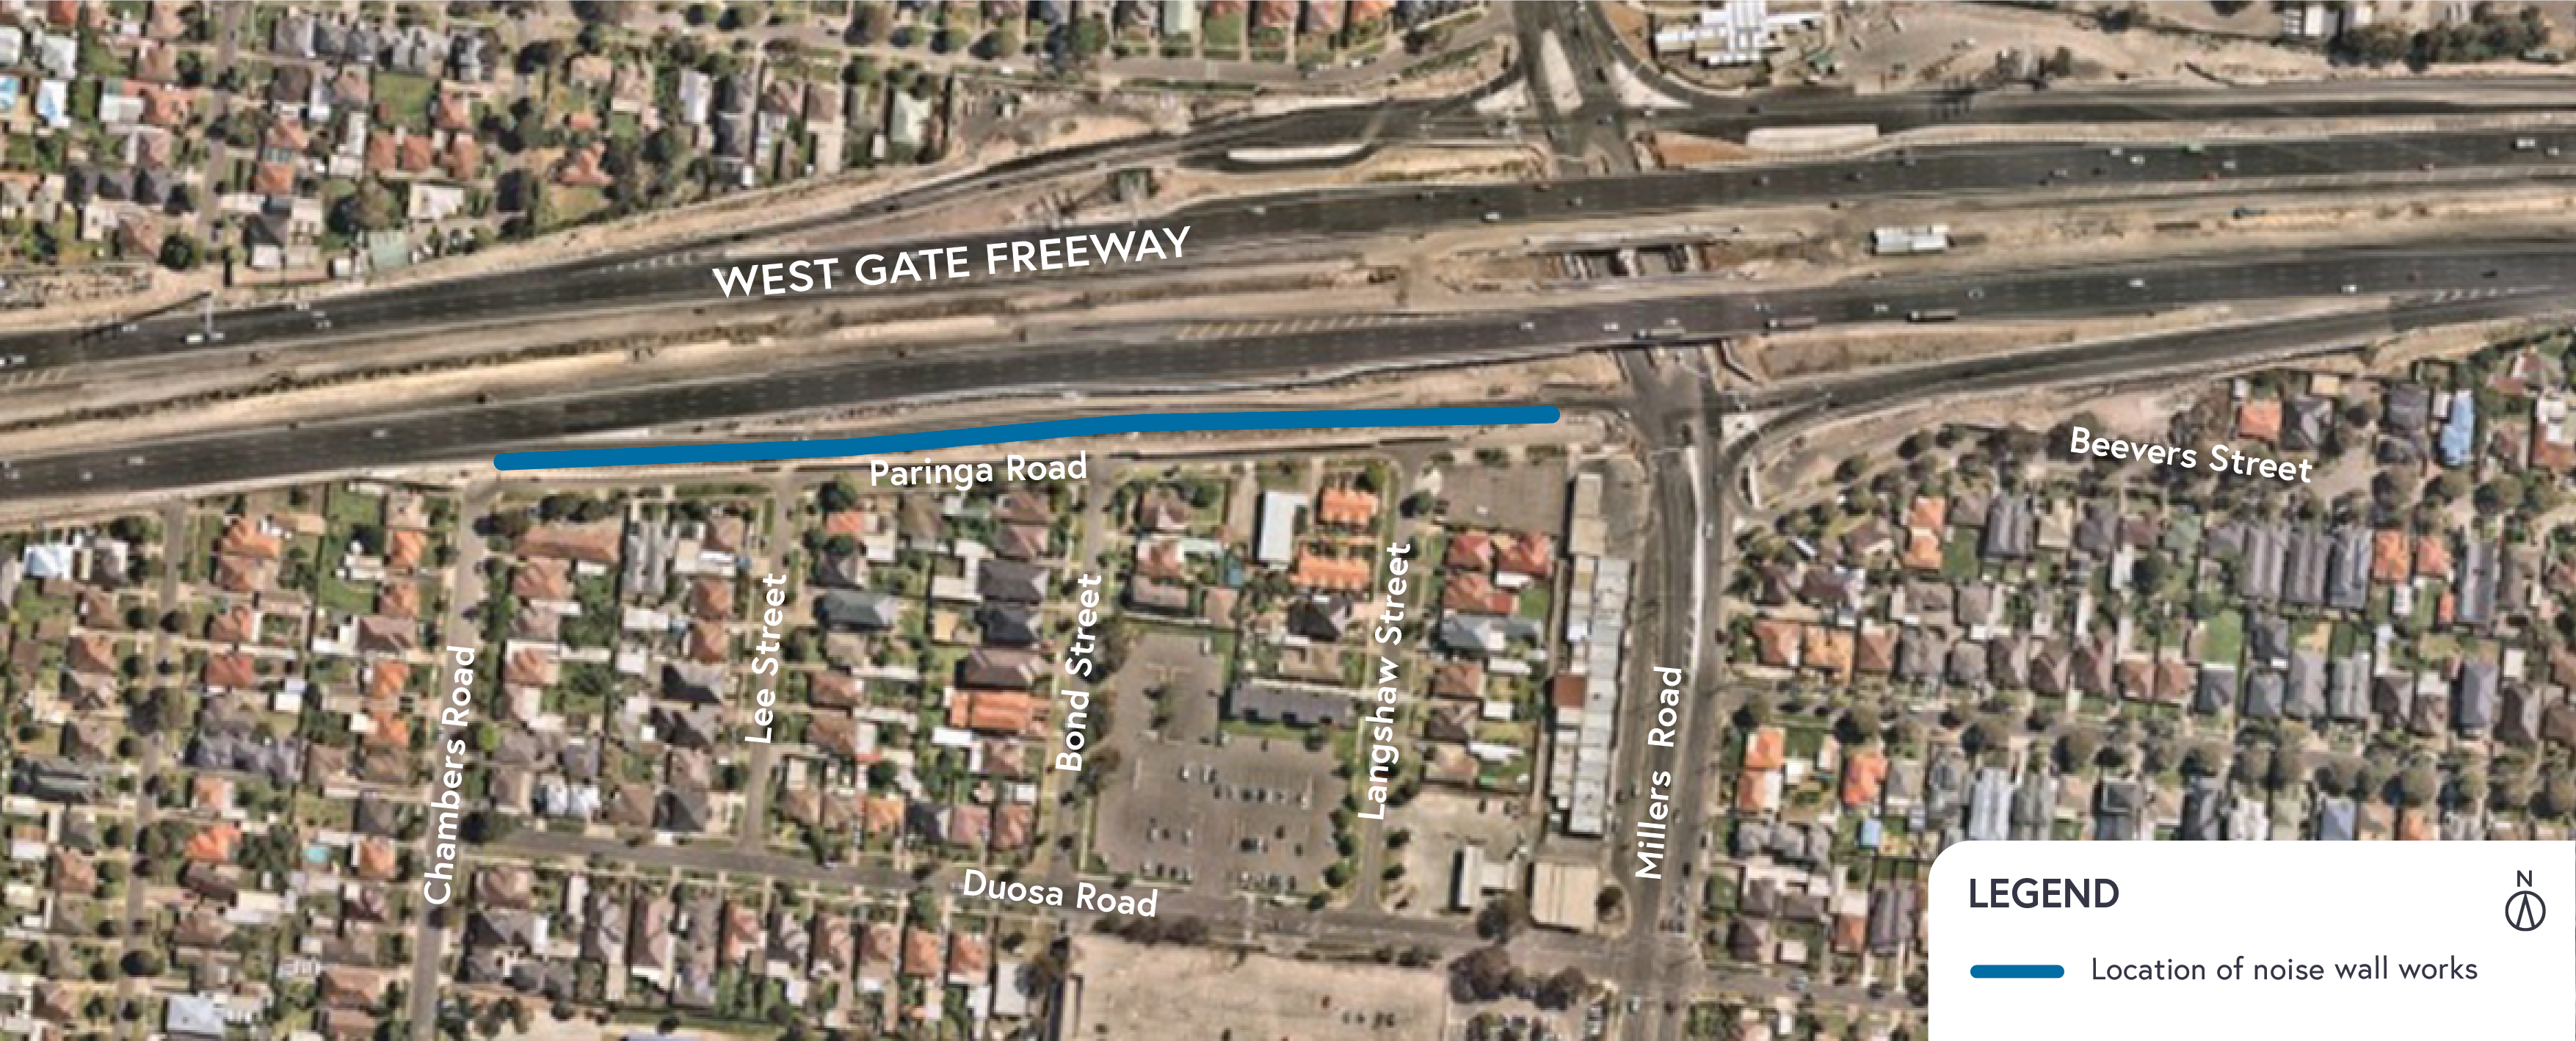 WEST GATE FREEWAY
Paringa Road
Beevers Street
Chambers Road
Lee Street
Bond Street
Langshaw Street
Millers Road
Duosa Road
LEGEND
N
Location of noise wall works